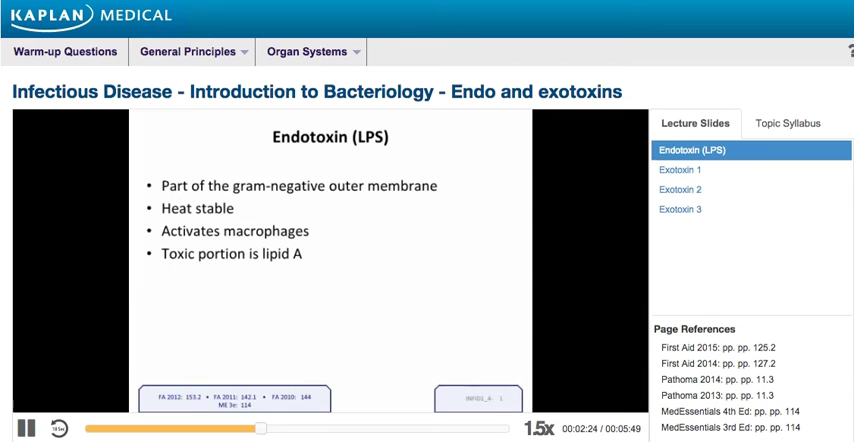 KAPLAN MEDICAL
Warm-up Questions General Principles Organ Systems ?
Infectious Disease - Introduction to Bacteriology - Endo and exotoxins
Endotoxin (LPS)
• Part of the gram-negative outer membrane
• Heat stable
• Activates macrophages
• Toxic portion is lipid A
FA 2012: 153.2 • FA 2011: 142.1 • FA 2010: 144
ME 3e: 114
INFID1_A- 1
1.5x 00:02:24 / 00:05:49
Lecture Slides Topic Syllabus
Endotoxin (LPS)
Exotoxin 1
Exotoxin 2
Exotoxin 3
Page References
First Aid 2015: pp. pp. 125.2
First Aid 2014: pp. pp. 127.2
Pathoma 2014: pp. pp. 11.3
Pathoma 2013: pp. pp. 11.3
MedEssentials 4th Ed: pp. pp. 114
MedEssentials 3rd Ed: pp. pp. 114